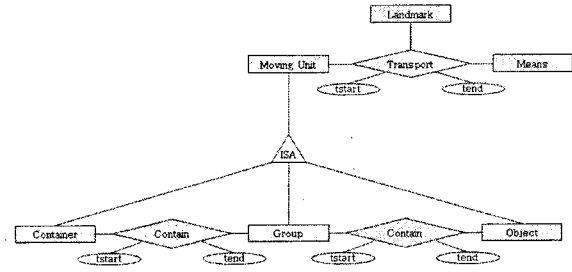 Landmark
Moving Unit Transport Means
tstart tend
ISA
Container Contain Group Contain Object
tstart tend tstart tend